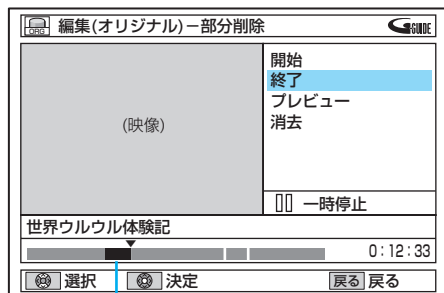 ORG 編集(オリジナル)－部分削除 G-GUIDE
(映像)
開始
終了
プレビュー
消去
一時停止
世界ウルウル体験記
0:12:33
選択 決定 戻る 戻る